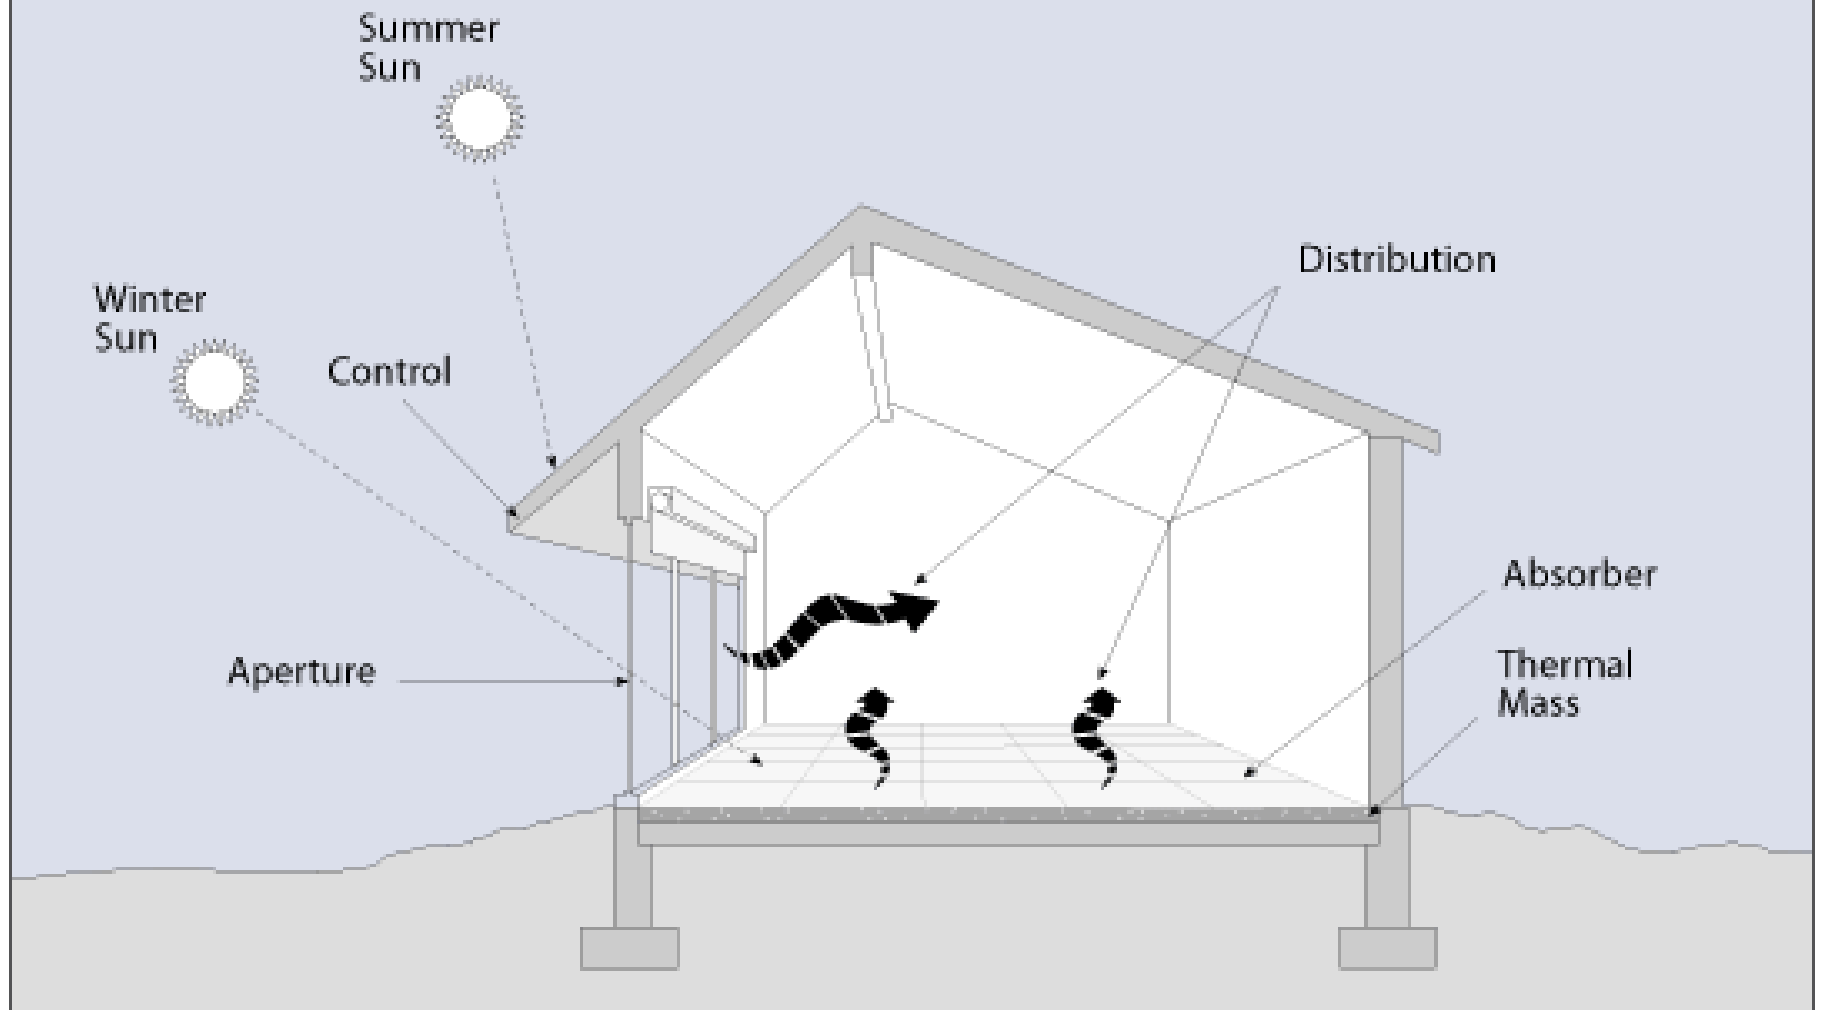 Summer
Sun
Winter
Sun
Control
Distribution
Absorber
Aperture
Thermal
Mass